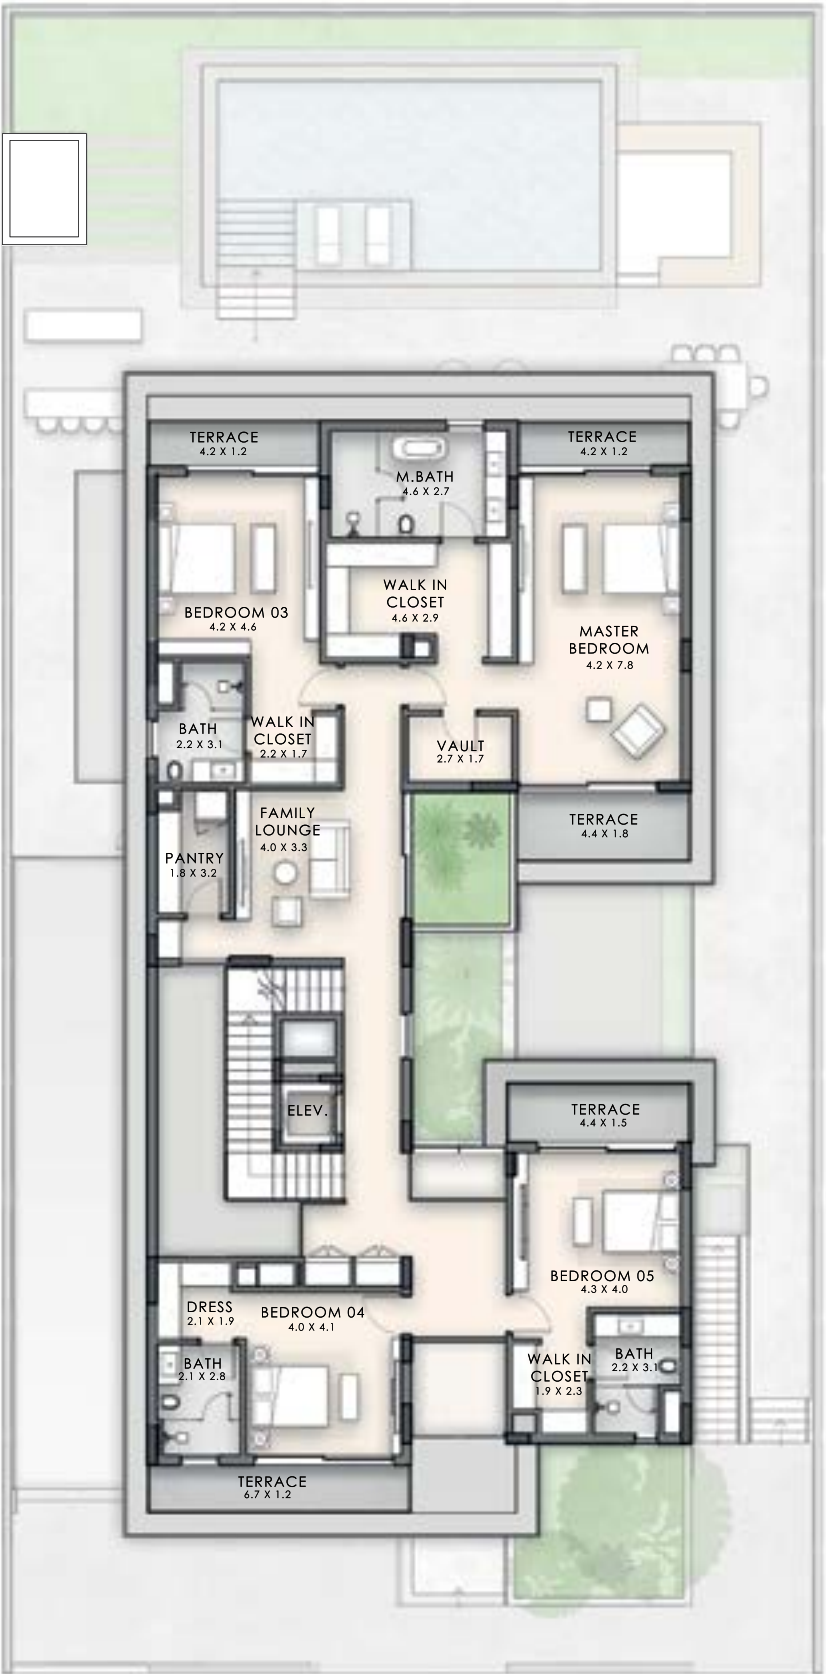 TERRACE
4.2 X 1.2
TERRACE
4.2 X 1.2
M.BATH
4.6 X 2.7
WALK IN
CLOSET
4.6 X 2.9
BEDROOM 03
4.2 X 4.6
MASTER
BEDROOM
4.2 X 7.8
BATH
2.2 X 3.1
WALK IN
CLOSET
2.2 X 1.7
VAULT
2.7 X 1.7
FAMILY
LOUNGE
4.0 X 3.3
TERRACE
4.4 X 1.8
PANTRY
1.8 X 3.2
ELEV.
TERRACE
4.4 X 1.5
BEDROOM 05
4.3 X 4.0
DRESS
2.1 X 1.9
BEDROOM 04
4.0 X 4.1
BATH
2.1 X 2.8
WALK IN
CLOSET
1.9 X 2.3
BATH
2.2 X 3.1
TERRACE
6.7 X 1.2